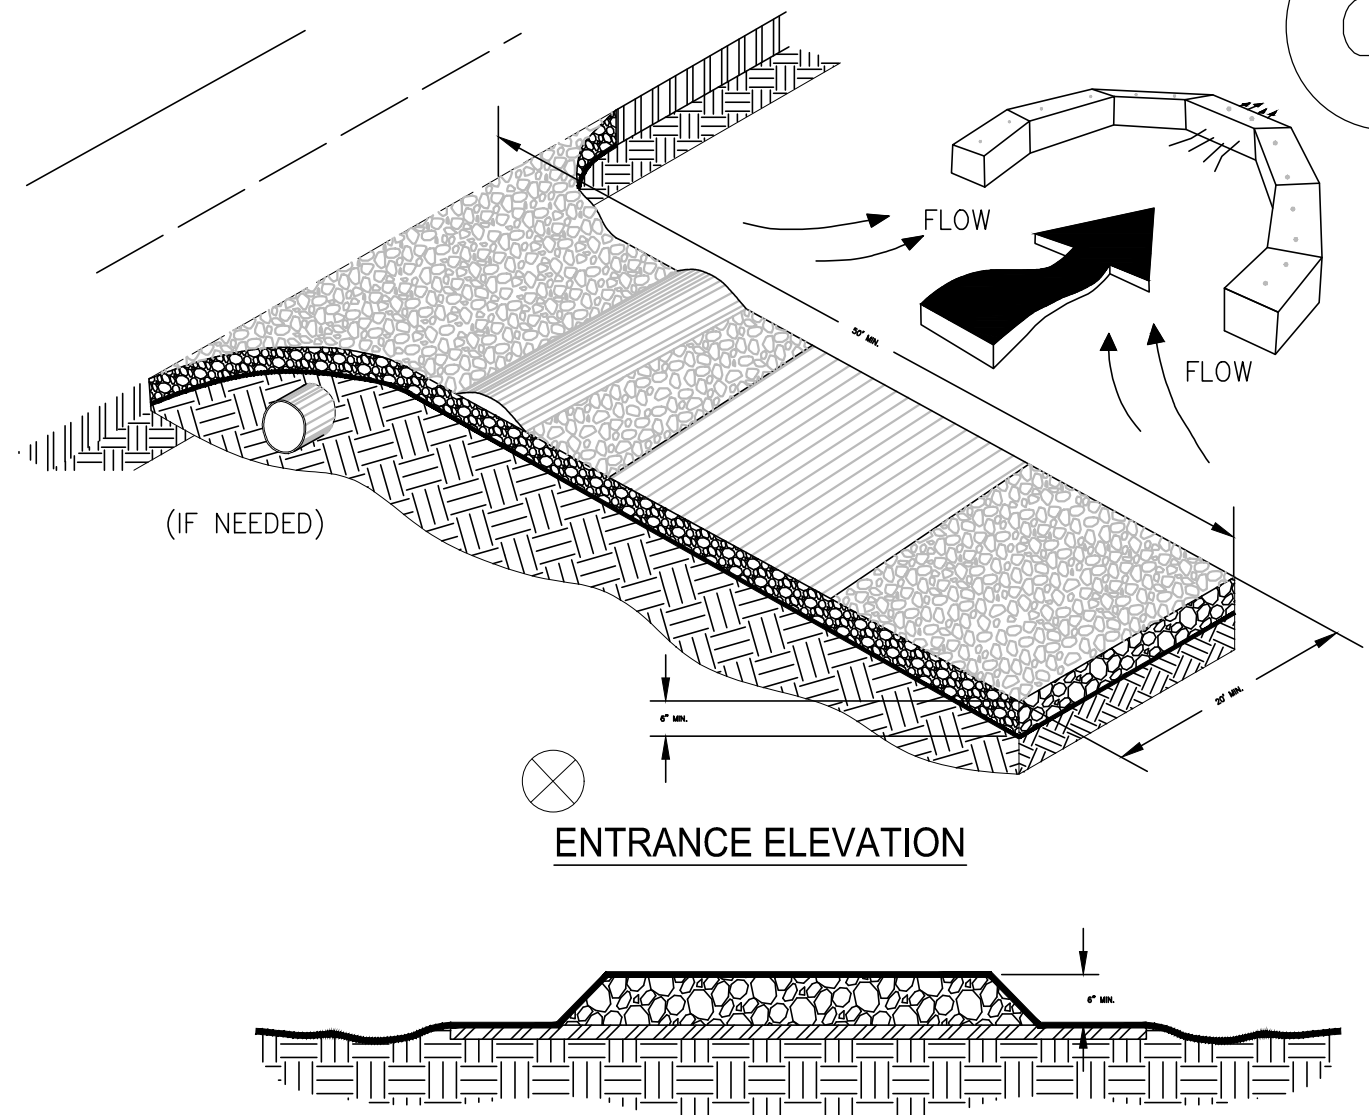 FLOW
50' MIN.
FLOW
(IF NEEDED)
20' MIN.
6" MIN.
ENTRANCE ELEVATION
6" MIN.